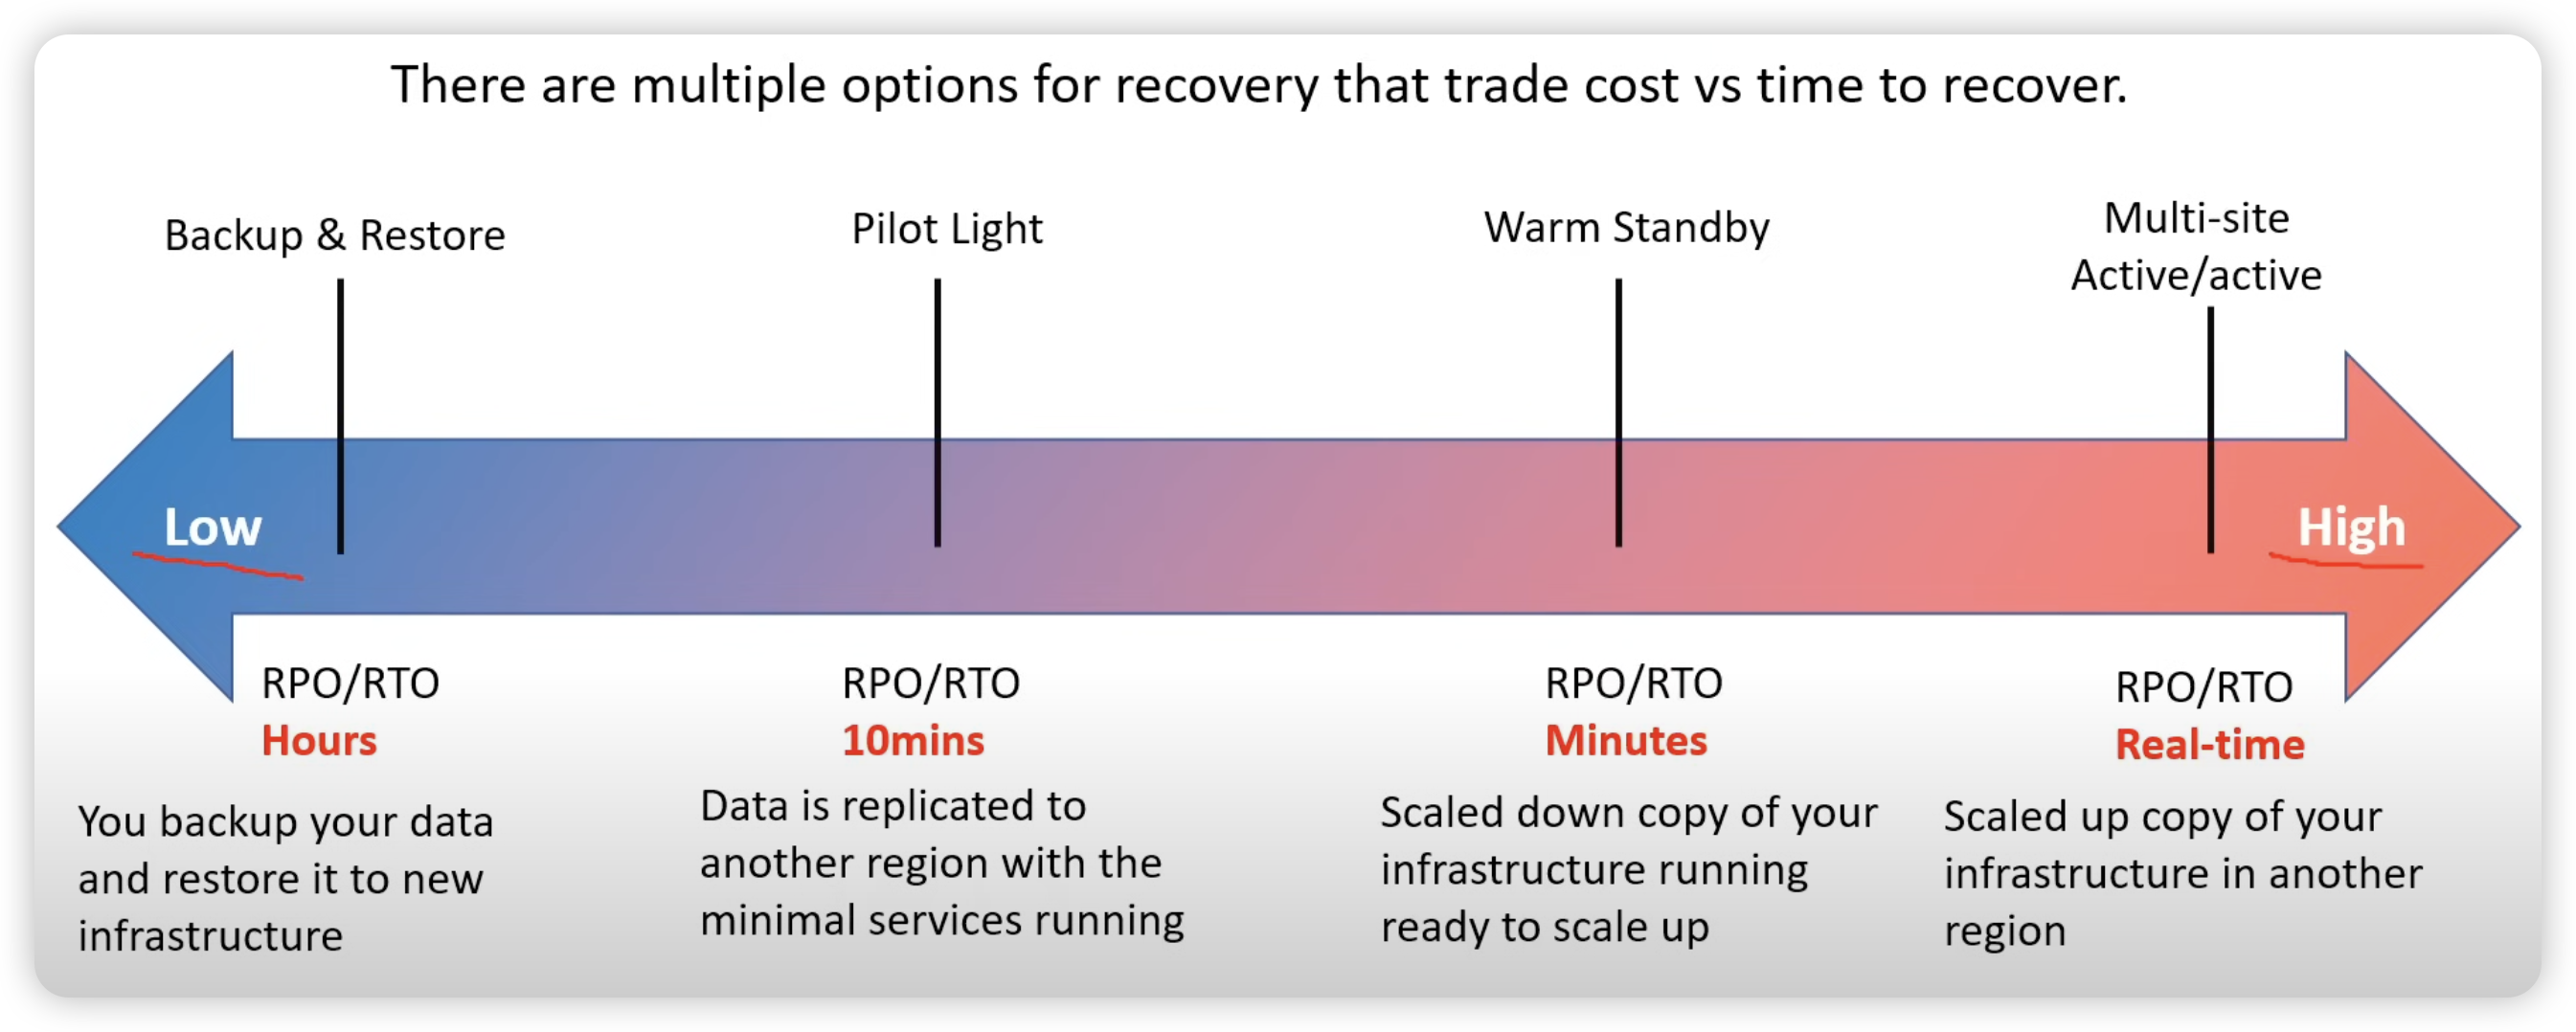 There are multiple options for recovery that trade cost vs time to recover.
Backup & Restore
Pilot Light
Warm Standby
Multi-site
Active/active
Low
High
RPO/RTO
Hours
You backup your data
and restore it to new
infrastructure
RPO/RTO
10mins
Data is replicated to
another region with the
minimal services running
RPO/RTO
Minutes
Scaled down copy of your
infrastructure running
ready to scale up
RPO/RTO
Real-time
Scaled up copy of your
infrastructure in another
region